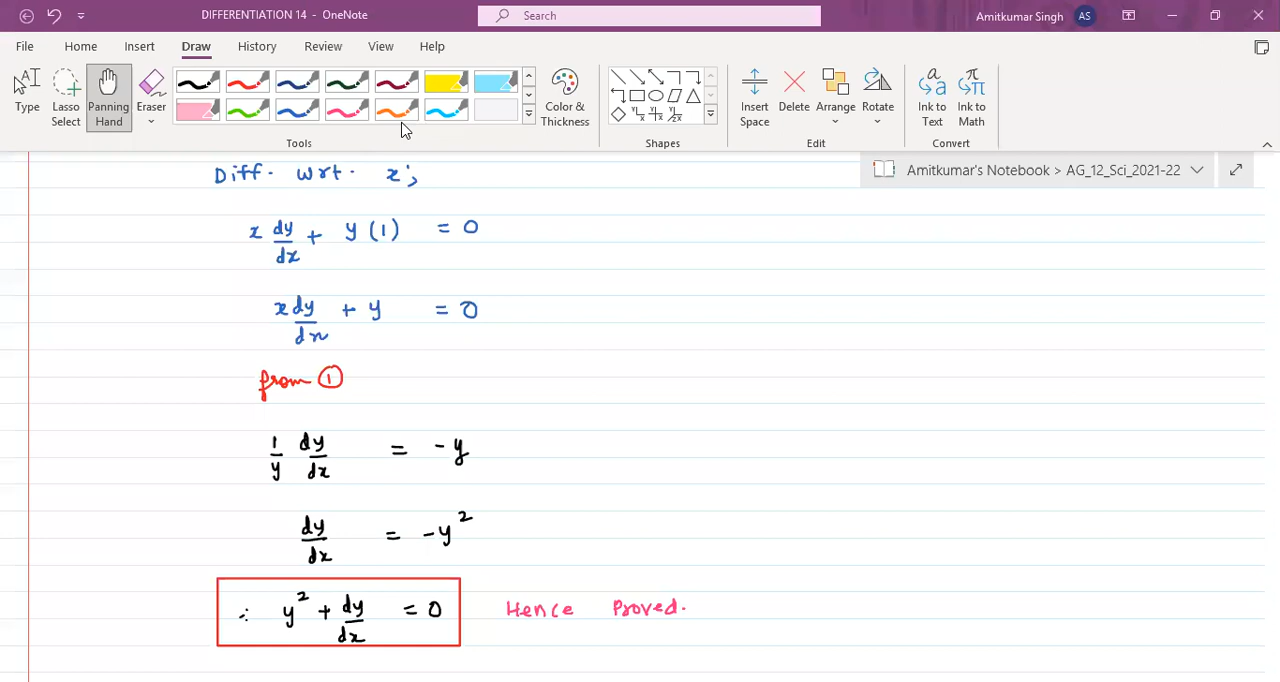 DIFFERENTIATION 14 - OneNote
Search
Amitkumar Singh
AS
File Home Insert Draw History Review View Help
Type
Lasso Select
Panning Hand
Eraser
Color & Thickness
Insert Space
Delete
Arrange
Rotate
Ink to Text
Ink to Math
Tools
Shapes
Edit
Convert
Amitkumar's Notebook > AG_12_Sci_2021-22
Diff. wrt. x;
x dy/dx + y (1) = 0
x dy/dx + y = 0
from ①
1/y dy/dx = -y
dy/dx = -y²
∴ y² + dy/dx = 0 Hence Proved.